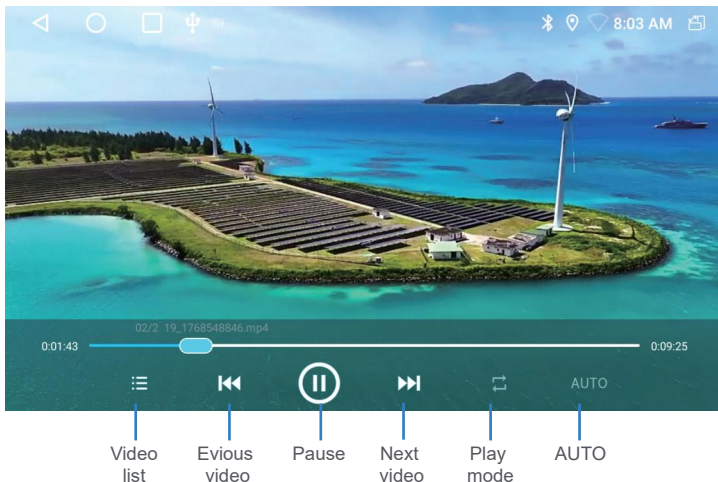 8:03 AM
02/2 19_1768548846.mp4
0:01:43
0:09:25
AUTO
Video list
Evious video
Pause
Next video
Play mode
AUTO